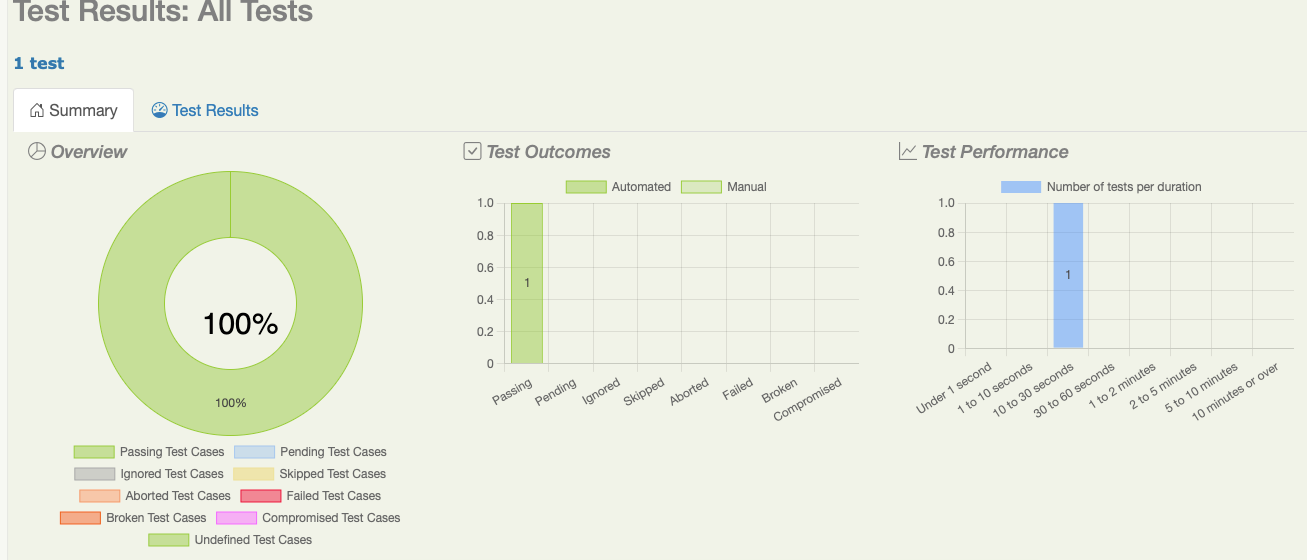 Test Results: All Tests
1 test
Summary Test Results
Overview
100%
100%
Passing Test Cases Pending Test Cases
Ignored Test Cases Skipped Test Cases
Aborted Test Cases Failed Test Cases
Broken Test Cases Compromised Test Cases
Undefined Test Cases
Test Outcomes
Automated Manual
1.0
0.8
0.6
0.4
0.2
0
1
Passing Pending Ignored Skipped Aborted Failed Broken Compromised
Test Performance
Number of tests per duration
1.0
0.8
0.6
0.4
0.2
0
1
Under 1 second 1 to 10 seconds 10 to 30 seconds 30 to 60 seconds 1 to 2 minutes 2 to 5 minutes 5 to 10 minutes 10 minutes or over